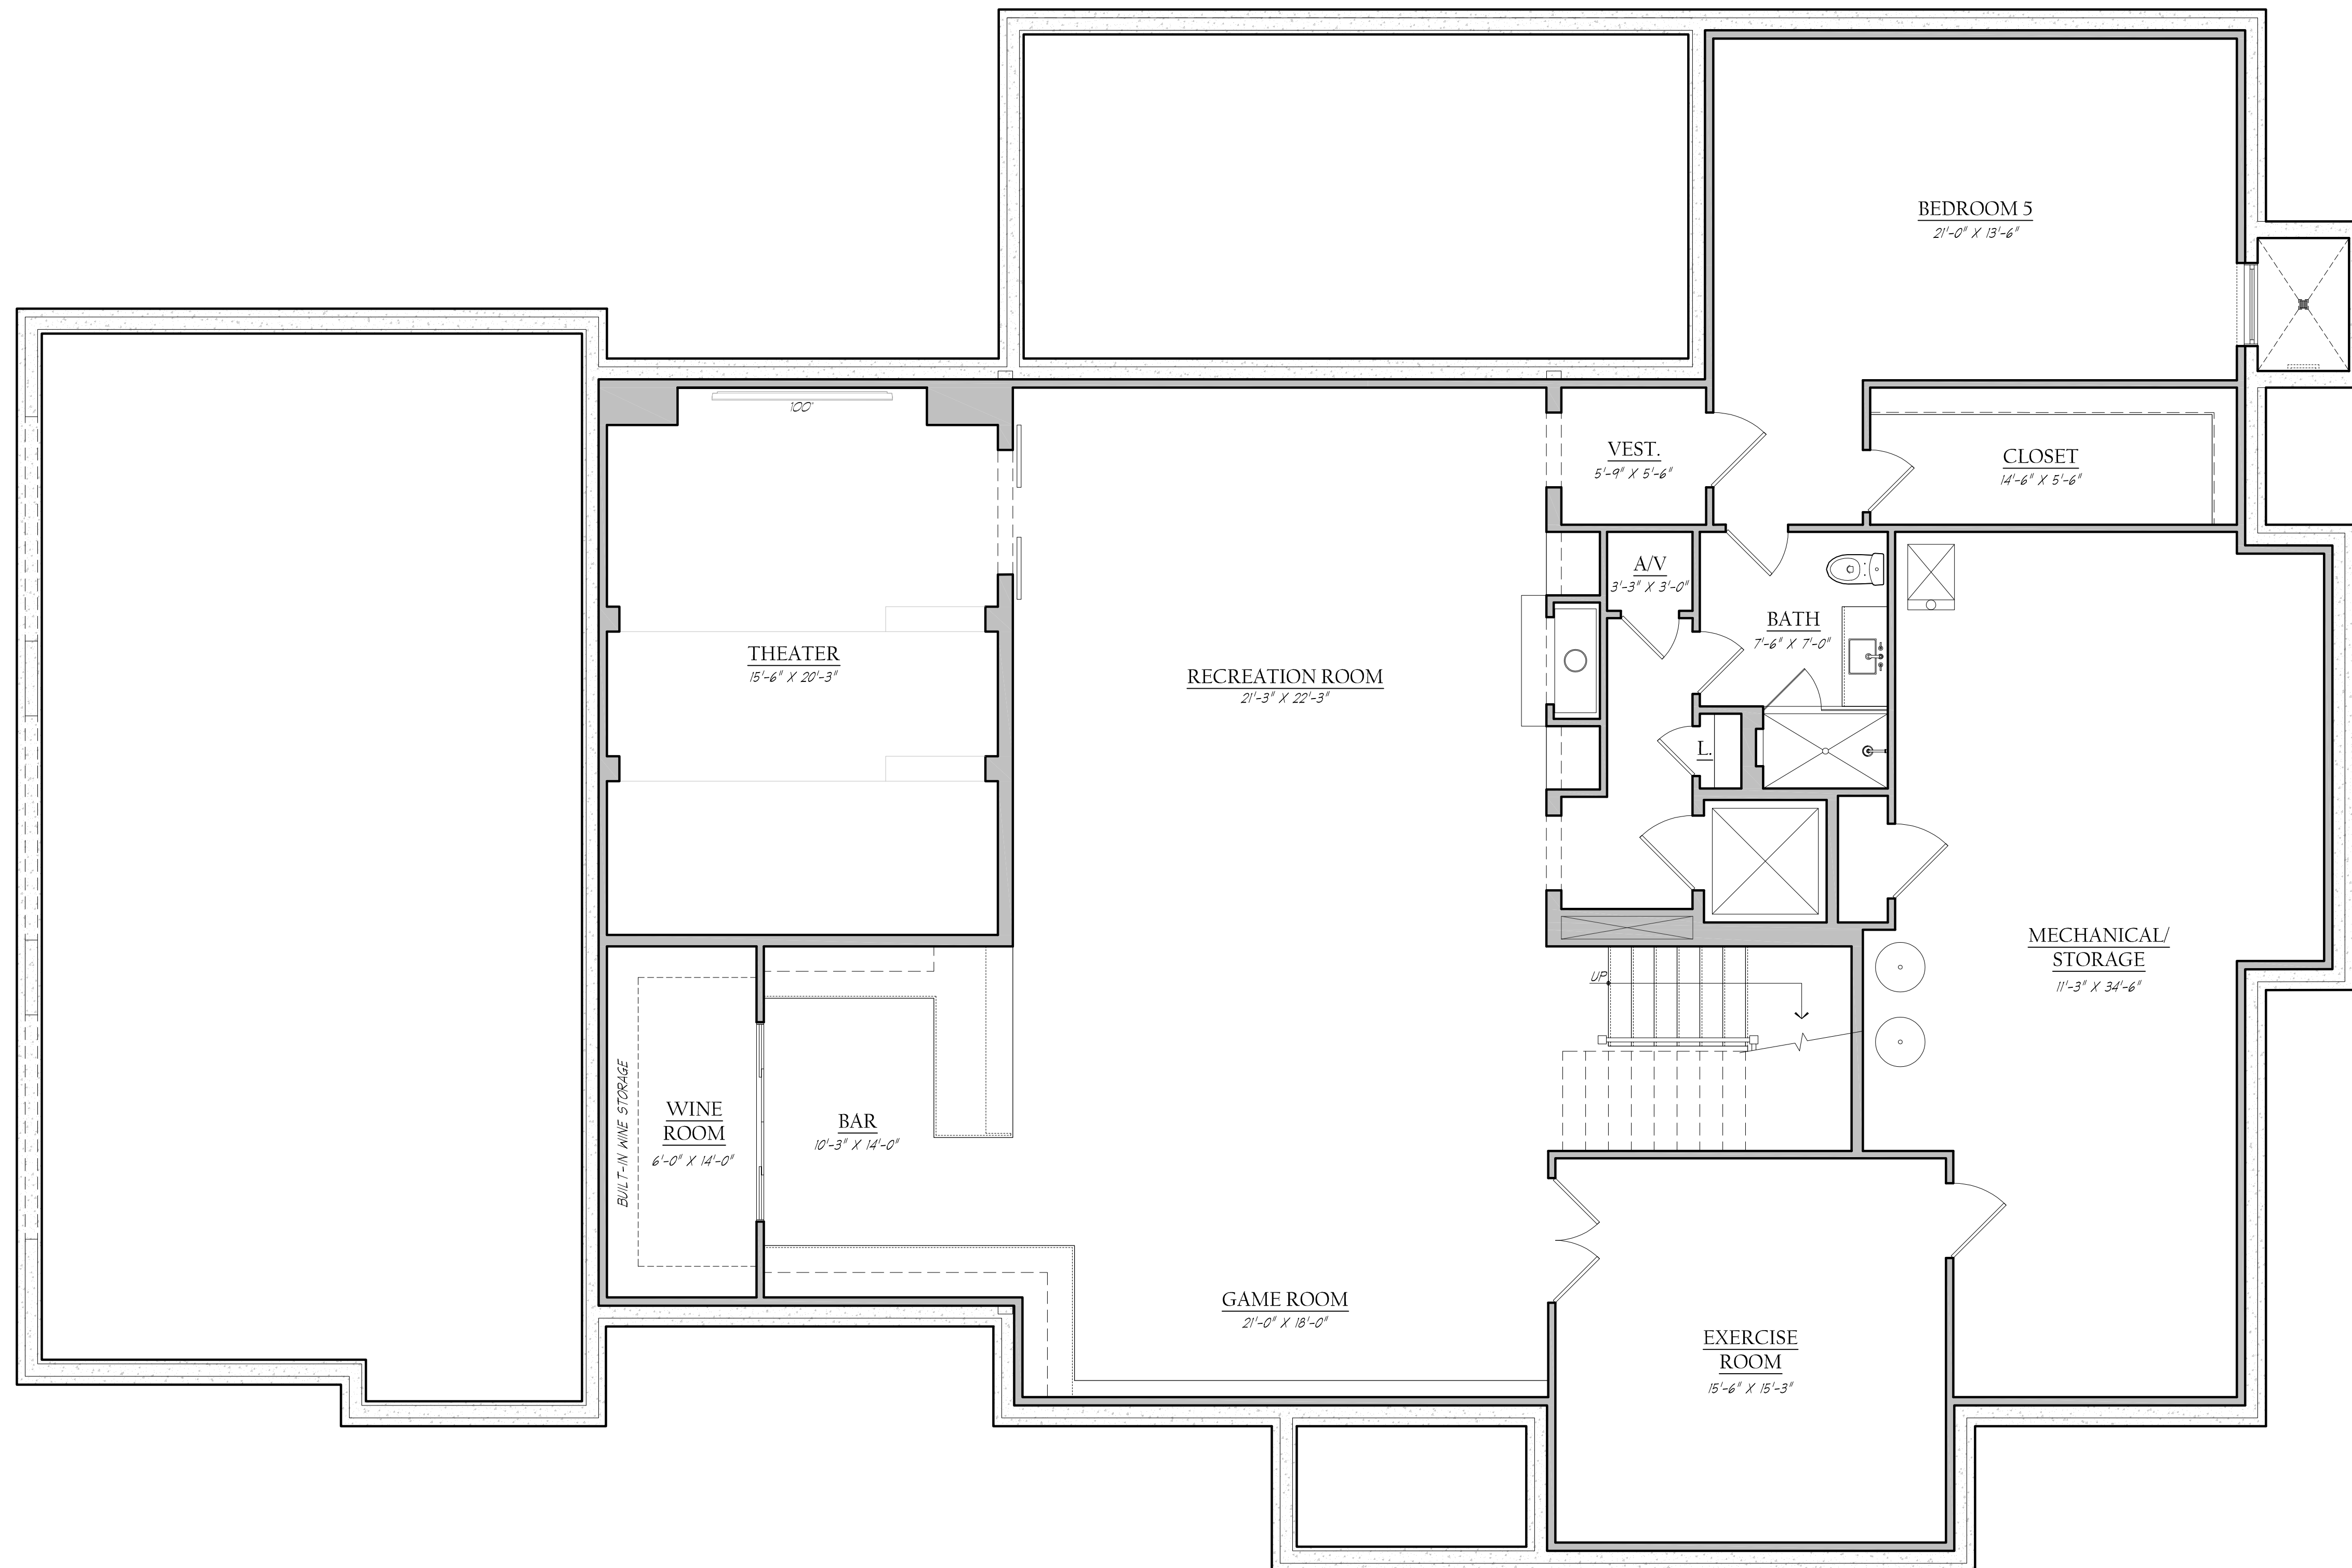 BEDROOM 5
21'-0" X 13'-6"
100"
VEST.
5'-9" X 5'-6"
CLOSET
14'-6" X 5'-6"
A/V
3'-3" X 3'-0"
BATH
7'-6" X 7'-0"
THEATER
15'-6" X 20'-3"
RECREATION ROOM
21'-3" X 22'-3"
L.
MECHANICAL/
STORAGE
11'-3" X 34'-6"
UP
BUILT-IN WINE STORAGE
WINE
ROOM
6'-0" X 14'-0"
BAR
10'-3" X 14'-0"
GAME ROOM
21'-0" X 18'-0"
EXERCISE
ROOM
15'-6" X 15'-3"